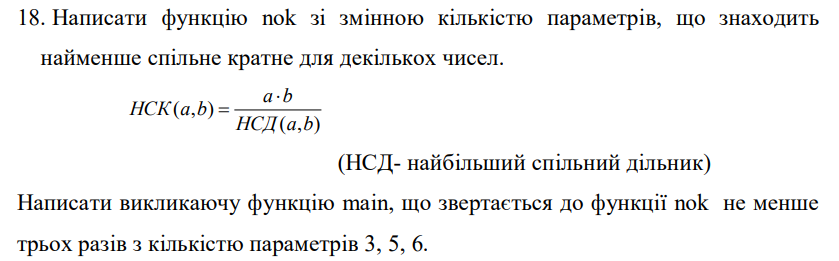 18. Написати функцію nok зі змінною кількістю параметрів, що знаходить
найменше спільне кратне для декількох чисел.
НСК(a,b) = a·b / НСД(a,b)
(НСД- найбільший спільний дільник)
Написати викликаючу функцію main, що звертається до функції nok не менше
трьох разів з кількістю параметрів 3, 5, 6.